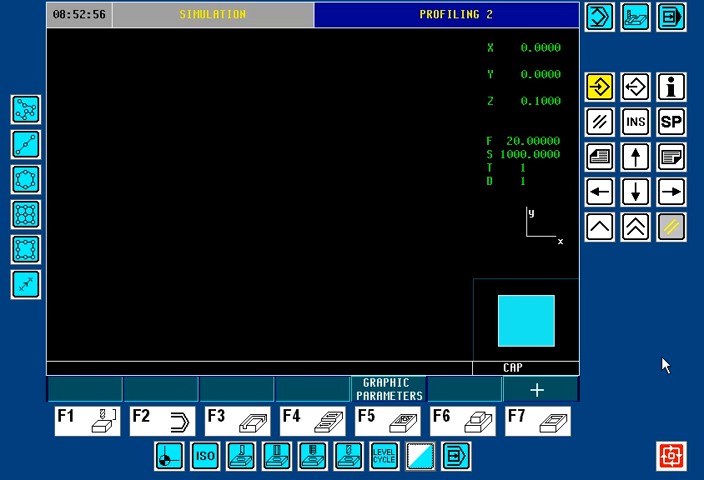 08:52:56 SIMULATION PROFILING 2
X 0.0000
Y 0.0000
Z 0.1000
F 20.00000
S 1000.0000
T 1
D 1
y
x
CAP
GRAPHIC
PARAMETERS
+
F1 F2 F3 F4 F5 F6 F7
ISO
LEVEL
CYCLE
INS
SP
i